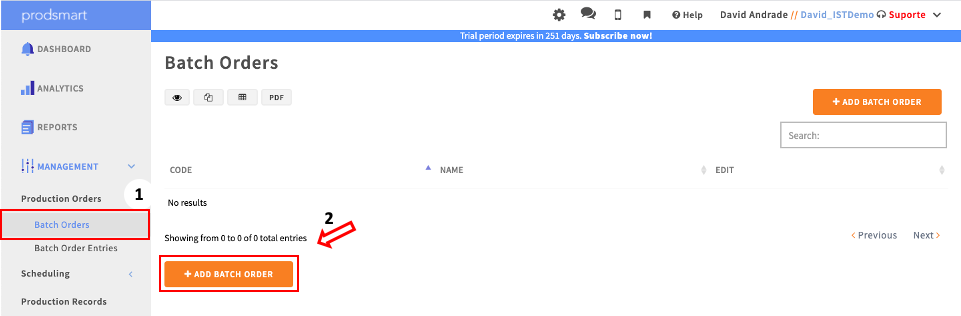 prodsmart
Help David Andrade // David_ISTDemo Suporte
Trial period expires in 251 days. Subscribe now!
DASHBOARD
ANALYTICS
REPORTS
MANAGEMENT
Production Orders
1
Batch Orders
Batch Order Entries
Scheduling
Production Records
Batch Orders
PDF
+ ADD BATCH ORDER
Search:
CODE NAME EDIT
No results
2
Showing from 0 to 0 of 0 total entries
< Previous Next >
+ ADD BATCH ORDER